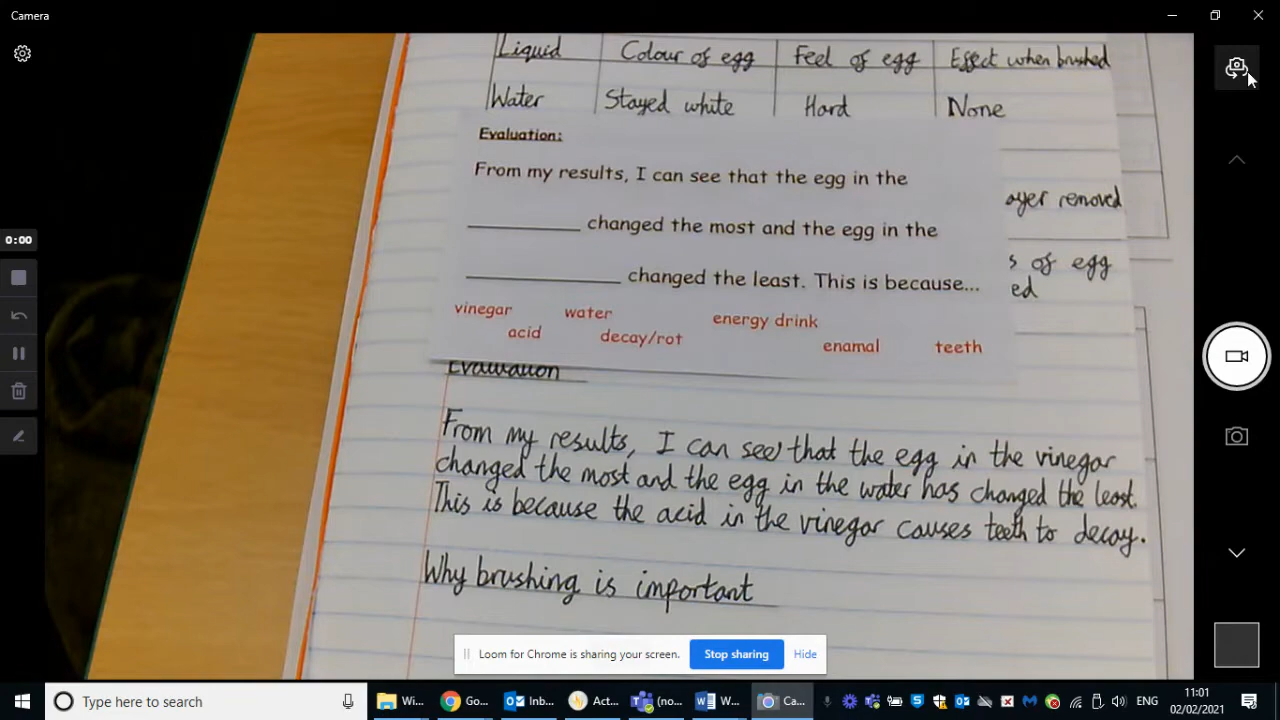 Camera
Liquid Colour of egg Feel of egg Effect when brushed
Water Stayed white Hard None
Evaluation:
From my results, I can see that the egg in the
changed the most and the egg in the
changed the least. This is because...
vinegar water energy drink
acid decay/rot enamal teeth
removed
of egg
Evaluation
From my results, I can see that the egg in the vinegar
changed the most and the egg in the water has changed the least.
This is because the acid in the vinegar causes teeth to decay.
Why brushing is important
0:00
Loom for Chrome is sharing your screen. Stop sharing Hide
Type here to search
Wi... Go... Inb... Act... (no... W... Ca...
ENG
11:01
02/02/2021